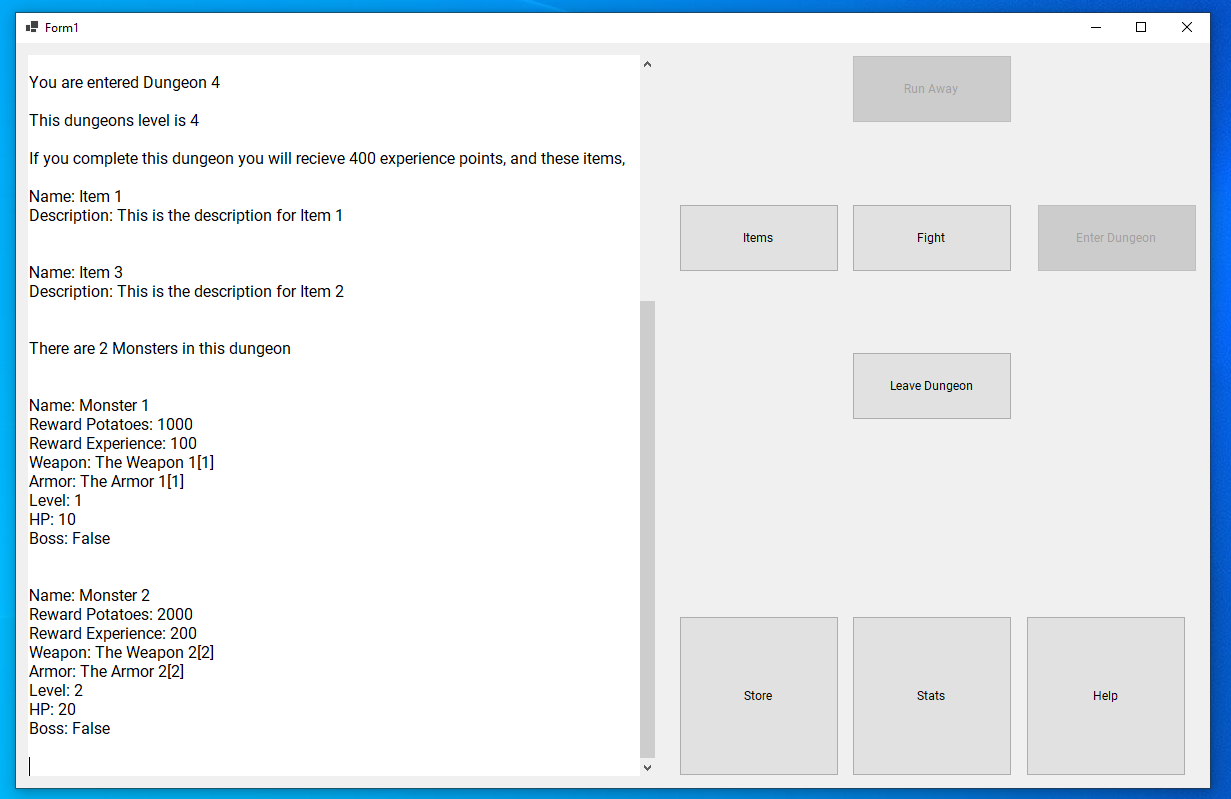 Form1
You are entered Dungeon 4
This dungeons level is 4
If you complete this dungeon you will recieve 400 experience points, and these items,
Name: Item 1
Description: This is the description for Item 1
Name: Item 3
Description: This is the description for Item 2
There are 2 Monsters in this dungeon
Name: Monster 1
Reward Potatoes: 1000
Reward Experience: 100
Weapon: The Weapon 1[1]
Armor: The Armor 1[1]
Level: 1
HP: 10
Boss: False
Name: Monster 2
Reward Potatoes: 2000
Reward Experience: 200
Weapon: The Weapon 2[2]
Armor: The Armor 2[2]
Level: 2
HP: 20
Boss: False
Run Away
Items
Fight
Enter Dungeon
Leave Dungeon
Store
Stats
Help